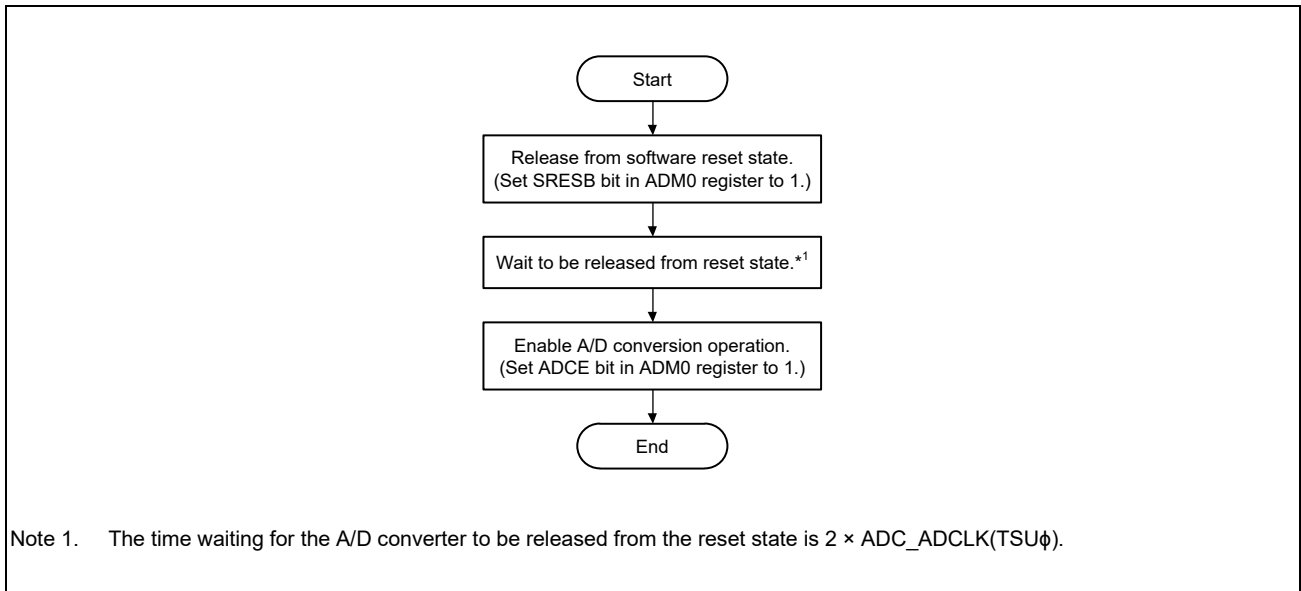 Start
Release from software reset state.
(Set SRESB bit in ADM0 register to 1.)
Wait to be released from reset state.*1
Enable A/D conversion operation.
(Set ADCE bit in ADM0 register to 1.)
End
Note 1. The time waiting for the A/D converter to be released from the reset state is 2 × ADC_ADCLK(TSUϕ).